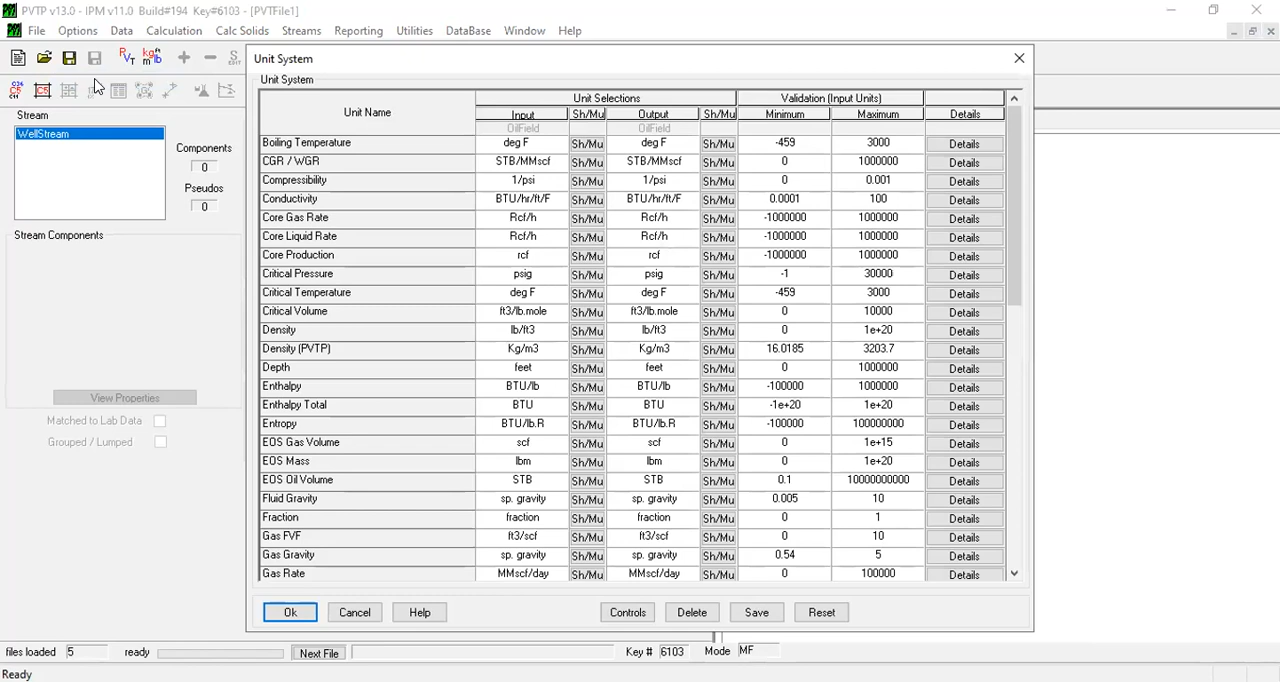 PVTP v13.0 - IPM v11.0 Build#194 Key#6103 - [PVTFile1]
File Options Data Calculation Calc Solids Streams Reporting Utilities DataBase Window Help
Stream
WellStream
Components
0
Pseudos
0
Stream Components
View Properties
Matched to Lab Data
Grouped / Lumped
Unit System
Unit System
Unit Selections Validation (Input Units)
Unit Name Input Sh/Mu Output Sh/Mu Minimum Maximum Details
OilField OilField
Boiling Temperature deg F Sh/Mu deg F Sh/Mu -459 3000 Details
CGR / WGR STB/MMscf Sh/Mu STB/MMscf Sh/Mu 0 1000000 Details
Compressibility 1/psi Sh/Mu 1/psi Sh/Mu 0 0.001 Details
Conductivity BTU/hr/ft/F Sh/Mu BTU/hr/ft/F Sh/Mu 0.0001 100 Details
Core Gas Rate Rcf/h Sh/Mu Rcf/h Sh/Mu -1000000 1000000 Details
Core Liquid Rate Rcf/h Sh/Mu Rcf/h Sh/Mu -1000000 1000000 Details
Core Production rcf Sh/Mu rcf Sh/Mu -1000000 1000000 Details
Critical Pressure psig Sh/Mu psig Sh/Mu -1 30000 Details
Critical Temperature deg F Sh/Mu deg F Sh/Mu -459 3000 Details
Critical Volume ft3/lb.mole Sh/Mu ft3/lb.mole Sh/Mu 0 10000 Details
Density lb/ft3 Sh/Mu lb/ft3 Sh/Mu 0 1e+20 Details
Density (PVTP) Kg/m3 Sh/Mu Kg/m3 Sh/Mu 16.0185 3203.7 Details
Depth feet Sh/Mu feet Sh/Mu 0 1000000 Details
Enthalpy BTU/lb Sh/Mu BTU/lb Sh/Mu -100000 1000000 Details
Enthalpy Total BTU Sh/Mu BTU Sh/Mu -1e+20 1e+20 Details
Entropy BTU/lb.R Sh/Mu BTU/lb.R Sh/Mu -100000 100000000 Details
EOS Gas Volume scf Sh/Mu scf Sh/Mu 0 1e+15 Details
EOS Mass lbm Sh/Mu lbm Sh/Mu 0 1e+20 Details
EOS Oil Volume STB Sh/Mu STB Sh/Mu 0.1 10000000000 Details
Fluid Gravity sp. gravity Sh/Mu sp. gravity Sh/Mu 0.005 10 Details
Fraction fraction Sh/Mu fraction Sh/Mu 0 1 Details
Gas FVF ft3/scf Sh/Mu ft3/scf Sh/Mu 0 10 Details
Gas Gravity sp. gravity Sh/Mu sp. gravity Sh/Mu 0.54 5 Details
Gas Rate MMscf/day Sh/Mu MMscf/day Sh/Mu 0 100000 Details
Ok Cancel Help Controls Delete Save Reset
files loaded 5 ready Next File Key # 6103 Mode MF
Ready